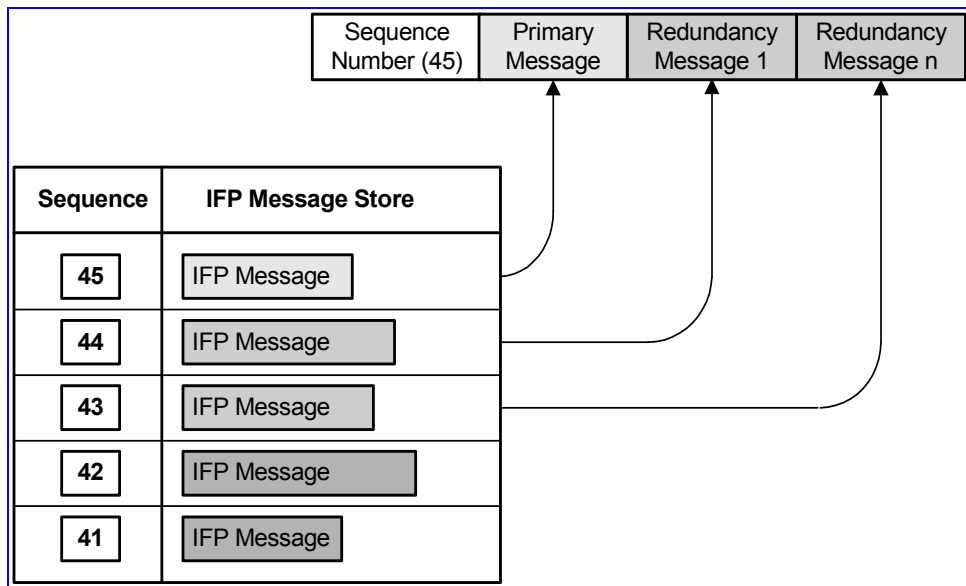 Sequence
Number (45)
Primary
Message
Redundancy
Message 1
Redundancy
Message n
Sequence
IFP Message Store
45
IFP Message
44
IFP Message
43
IFP Message
42
IFP Message
41
IFP Message